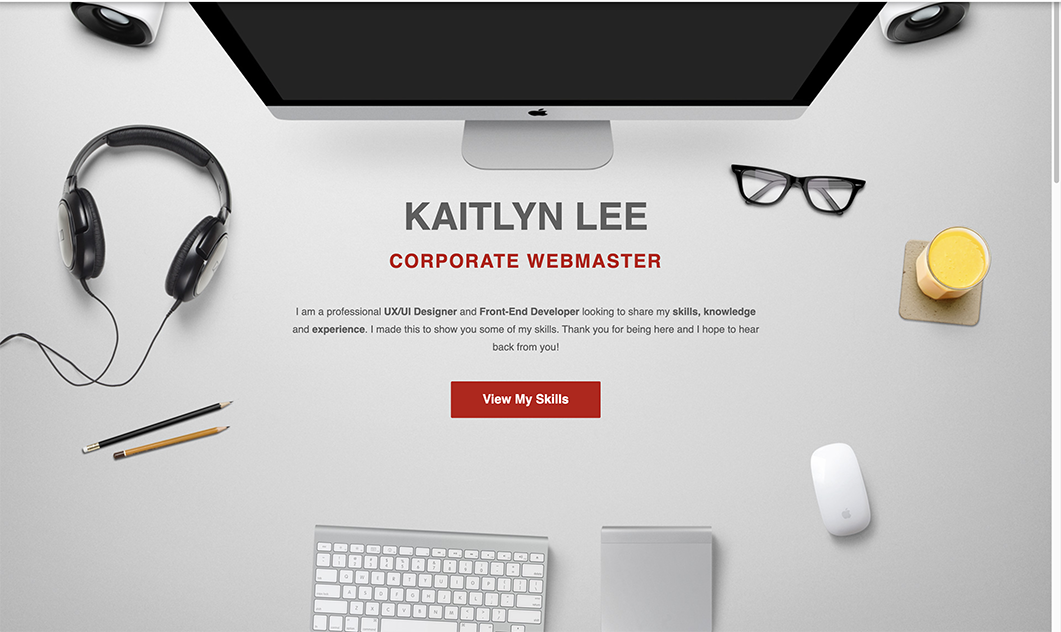 KAITLYN LEE
CORPORATE WEBMASTER
I am a professional UX/UI Designer and Front-End Developer looking to share my skills, knowledge
and experience. I made this to show you some of my skills. Thank you for being here and I hope to hear
back from you!
View My Skills